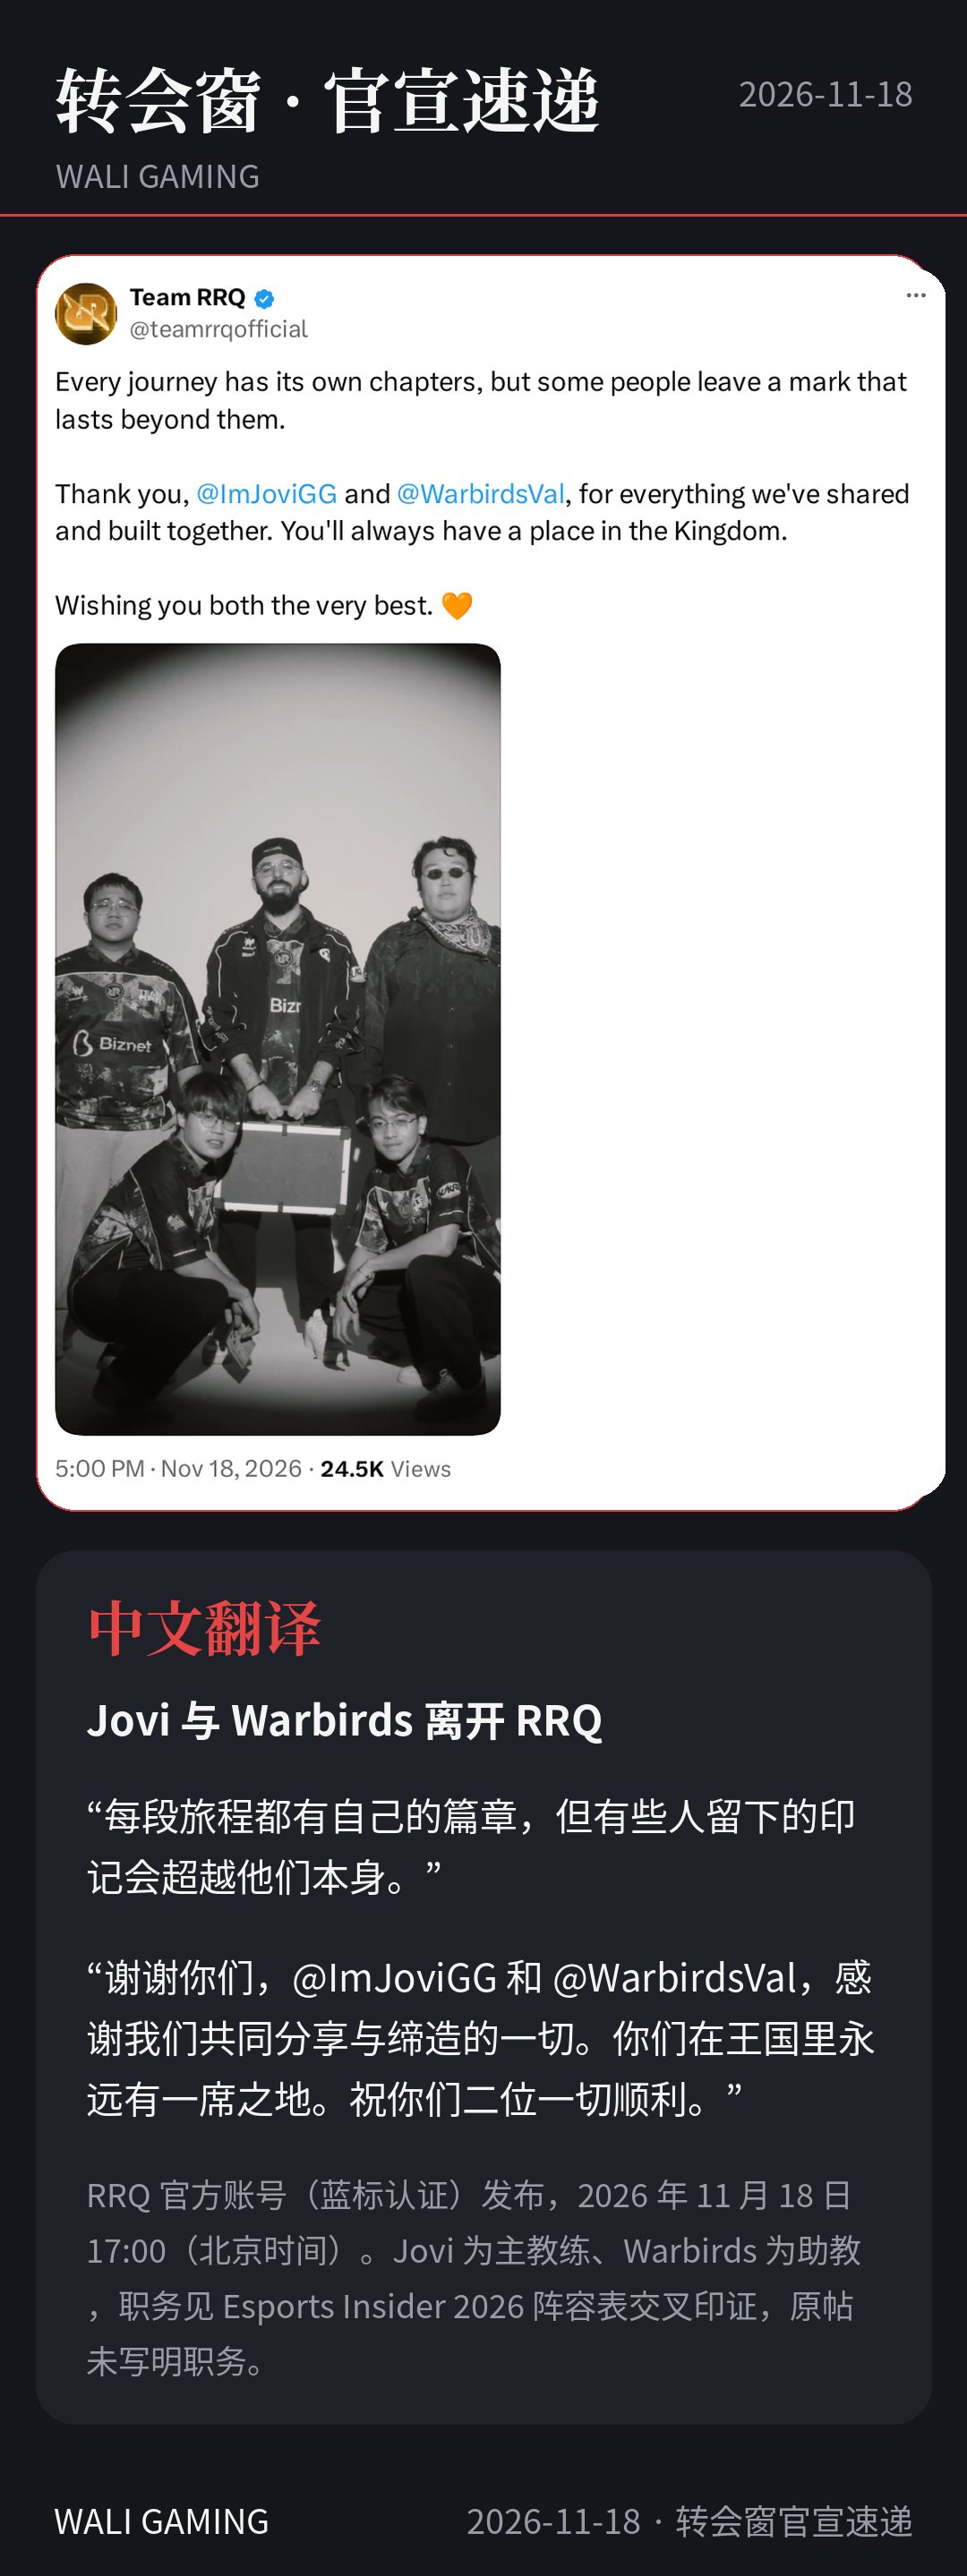 转会窗 · 官宣速递
2026-11-18
WALI GAMING
Team RRQ
@teamrrqofficial
Every journey has its own chapters, but some people leave a mark that
lasts beyond them.
Thank you, @ImJoviGG and @WarbirdsVal, for everything we've shared
and built together. You'll always have a place in the Kingdom.
Wishing you both the very best. 🧡
Bizr
Biznet
5:00 PM · Nov 18, 2026 · 24.5K Views
中文翻译
Jovi 与 Warbirds 离开 RRQ
“每段旅程都有自己的篇章，但有些人留下的印
记会超越他们本身。”
“谢谢你们，@ImJoviGG 和 @WarbirdsVal，感
谢我们共同分享与缔造的一切。你们在王国里永
远有一席之地。祝你们二位一切顺利。”
RRQ 官方账号（蓝标认证）发布，2026 年 11 月 18 日
17:00（北京时间）。Jovi 为主教练、Warbirds 为助教
，职务见 Esports Insider 2026 阵容表交叉印证，原帖
未写明职务。
WALI GAMING
2026-11-18 · 转会窗官宣速递